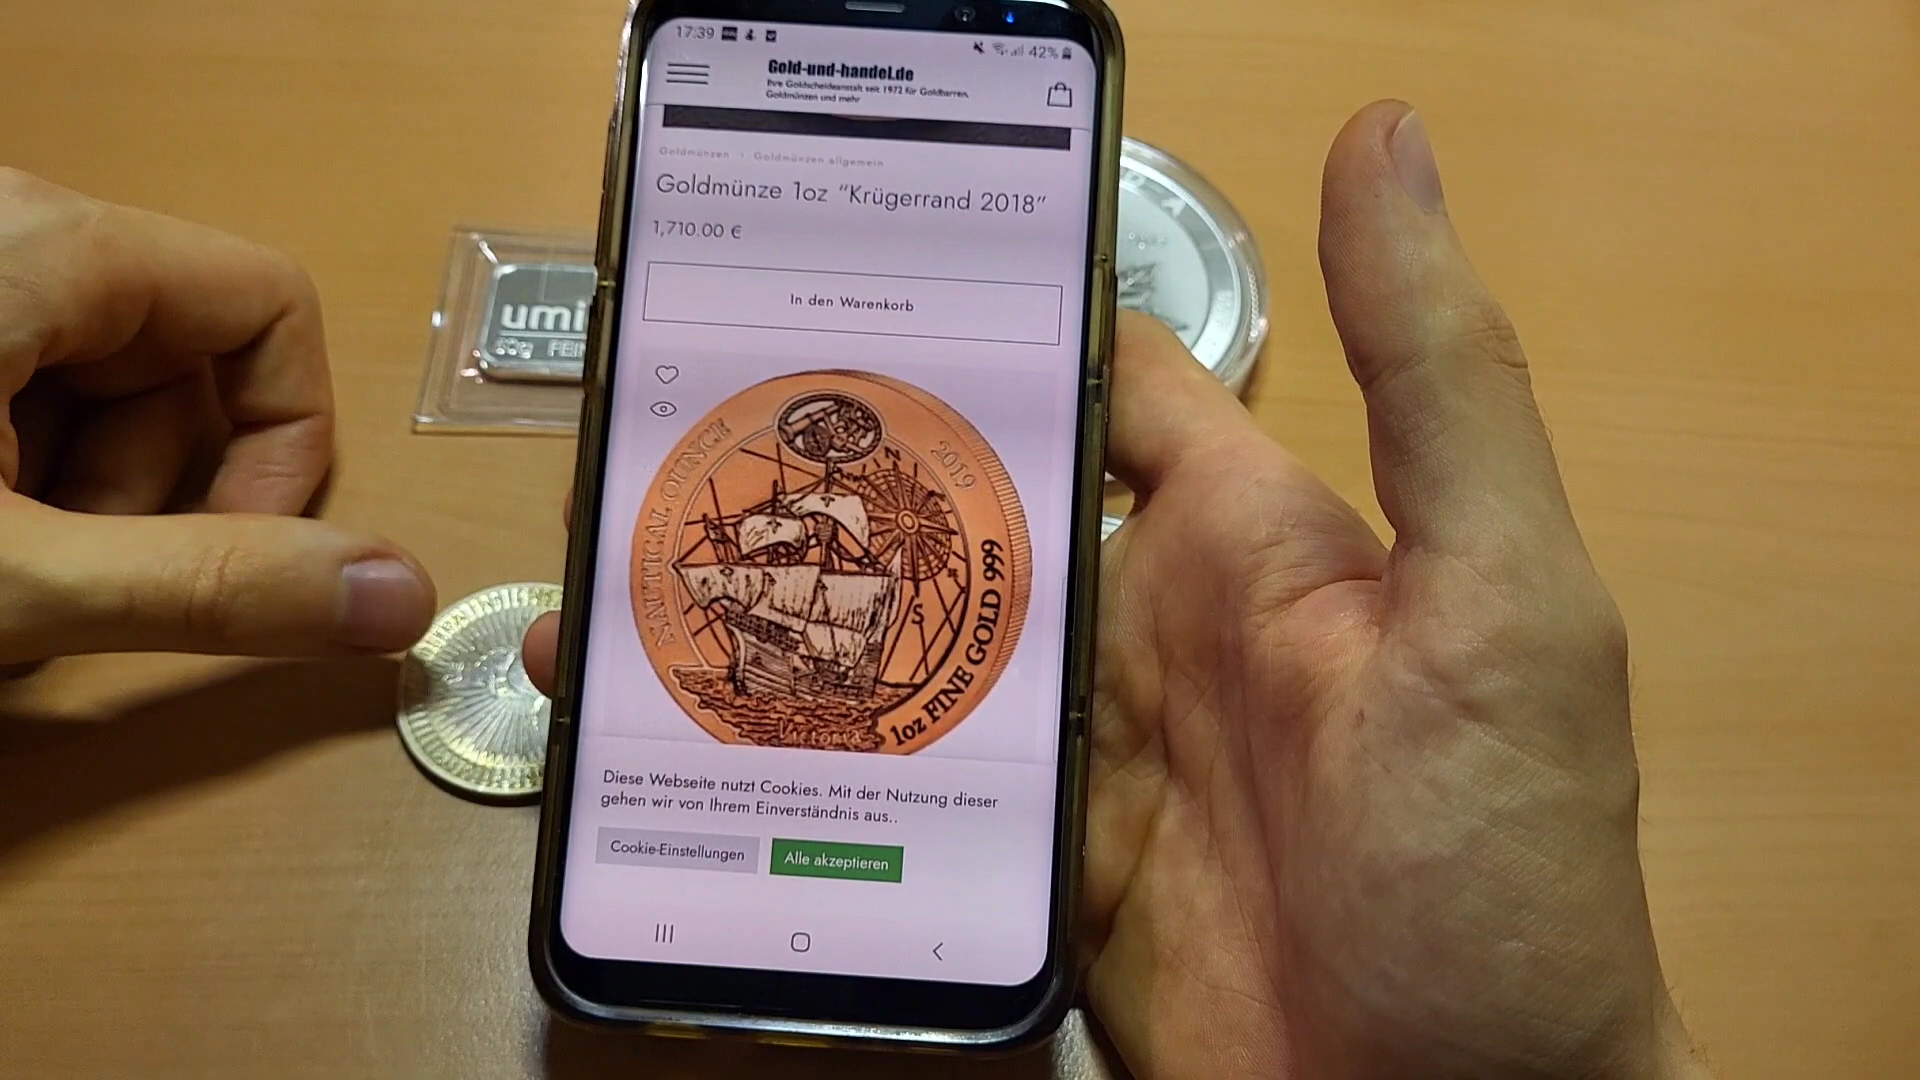 17:39
42%
Gold-und-handel.de
Ihre Goldscheideanstalt seit 1972 für Goldbarren,
Goldmünzen und mehr
Goldmünzen › Goldmünzen allgemein
Goldmünze 1oz “Krügerrand 2018”
1,710.00 €
In den Warenkorb
NAUTICAL OUNCE
2019
N
S
1oz FINE GOLD 999
Victoria
Diese Webseite nutzt Cookies. Mit der Nutzung dieser
gehen wir von Ihrem Einverständnis aus..
Cookie-Einstellungen
Alle akzeptieren
umi